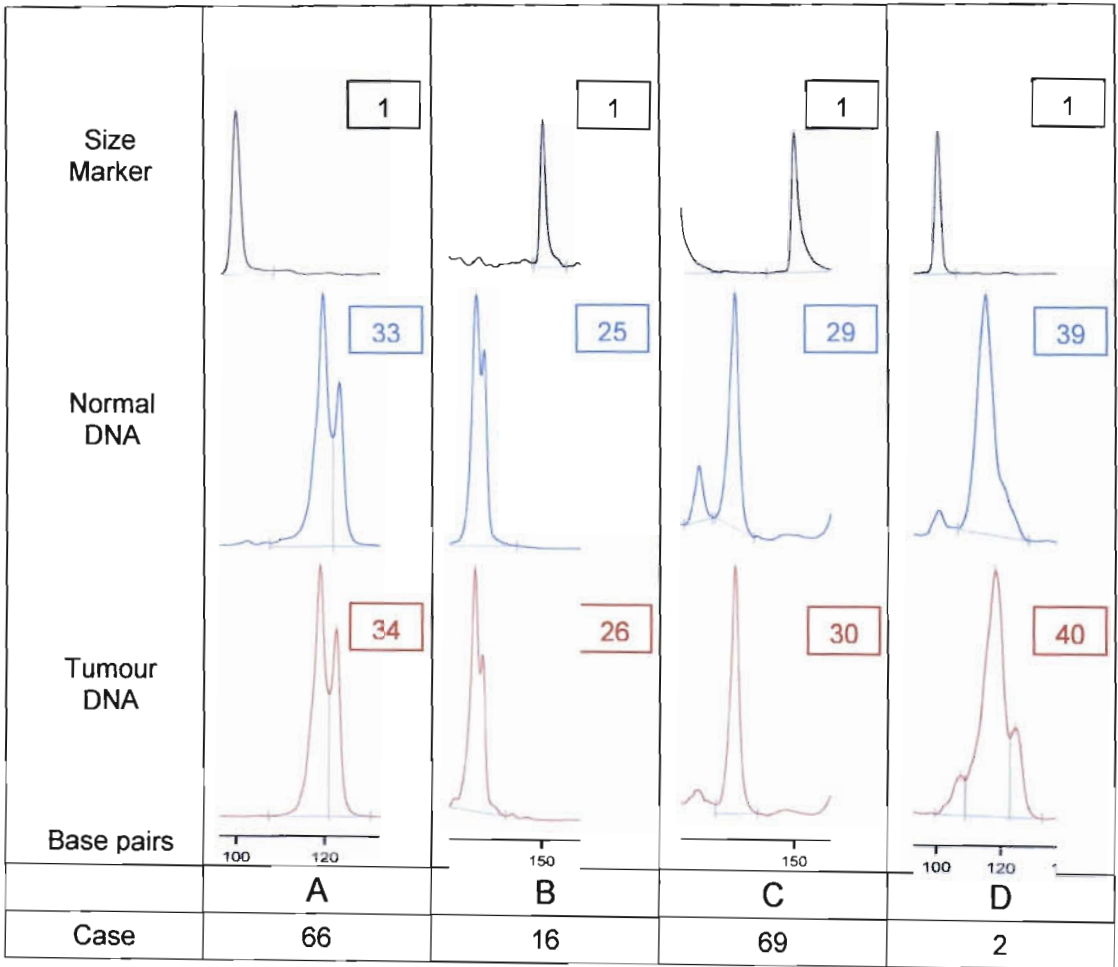 1 1 1 1
Size
Marker
33 25 29 39
Normal
DNA
34 26 30 40
Tumour
DNA
Base pairs
100 120 150 150 100 120 1
A B C D
Case 66 16 69 2